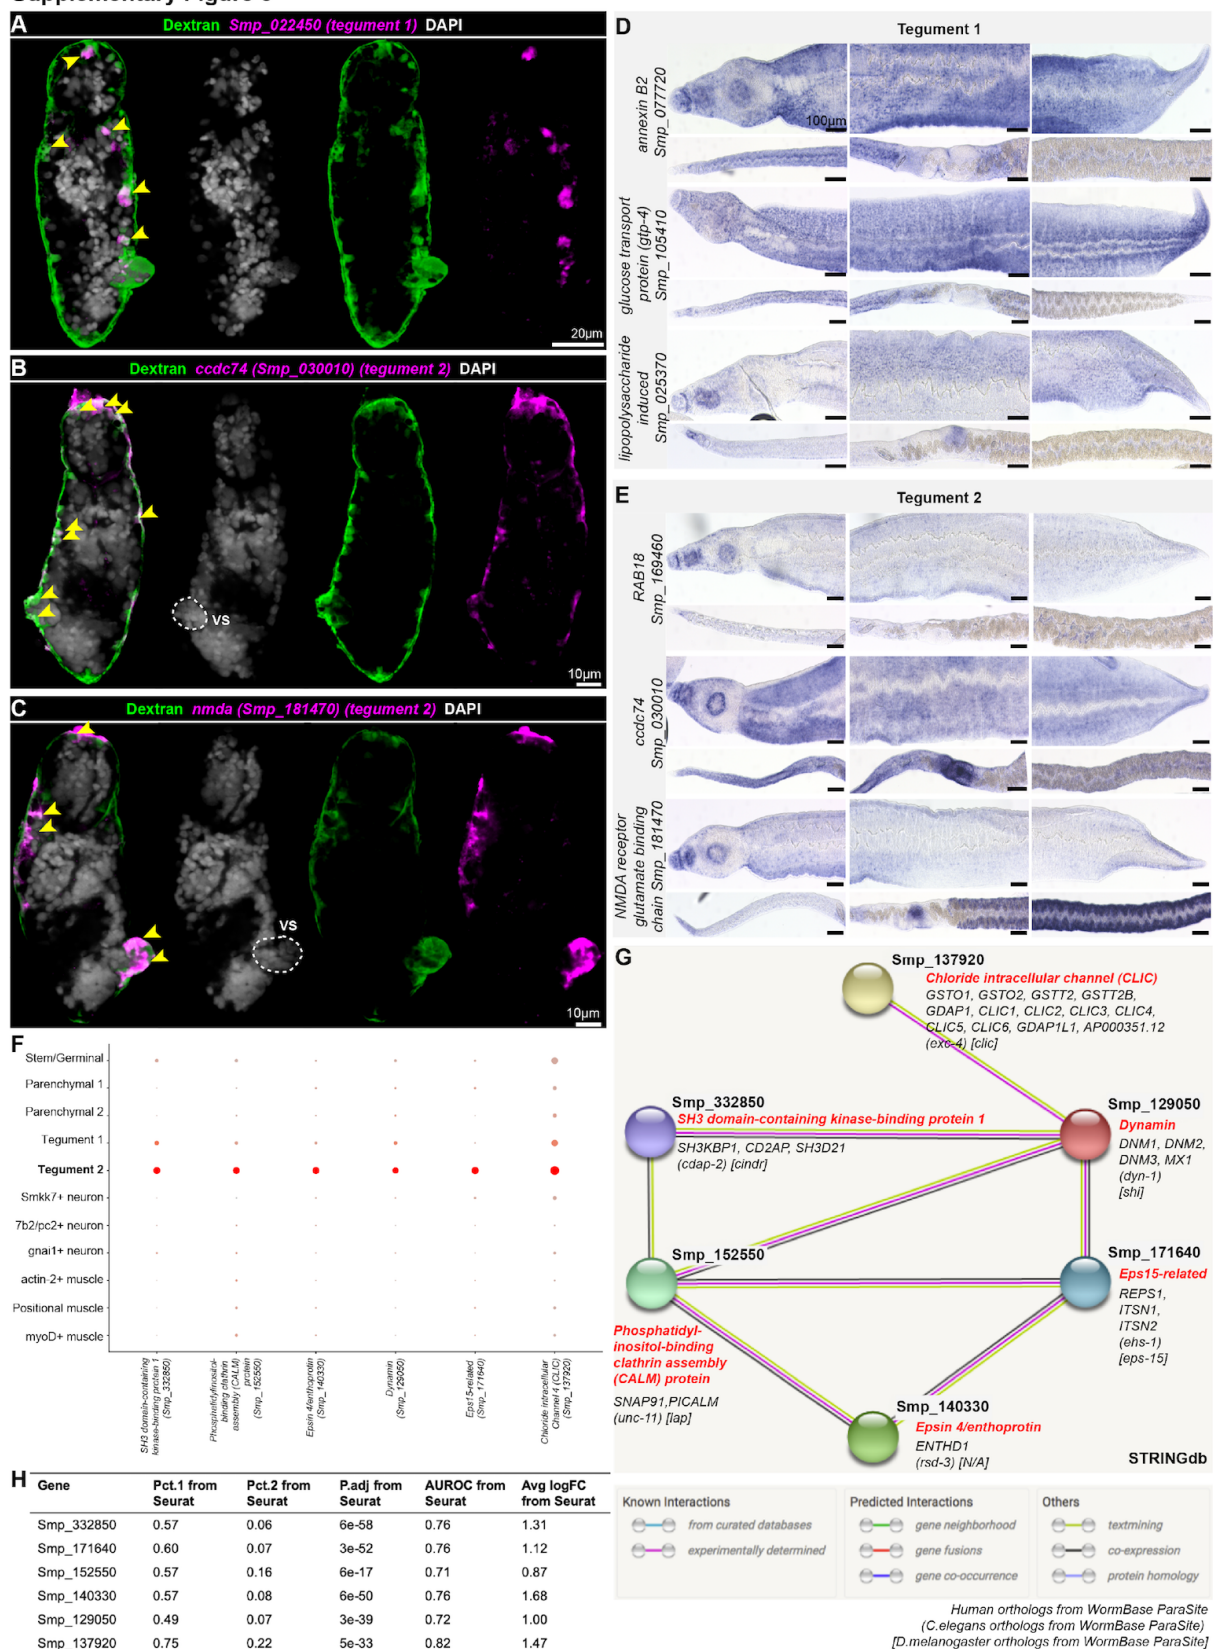 A
Dextran Smp_022450 (tegument 1) DAPI
20µm
B
Dextran ccdc74 (Smp_030010) (tegument 2) DAPI
VS
10µm
C
Dextran nmda (Smp_181470) (tegument 2) DAPI
VS
10µm
D
Tegument 1
annexin B2
Smp_077720
100µm
glucose transport
protein (gtp-4)
Smp_105410
lipopolysaccharide
induced
Smp_025370
E
Tegument 2
RAB18
Smp_169460
ccdc74
Smp_030010
NMDA receptor
glutamate binding
chain Smp_181470
F
Stem/Germinal
Parenchymal 1
Parenchymal 2
Tegument 1
Tegument 2
Smkk7+ neuron
7b2/pc2+ neuron
gnai1+ neuron
actin-2+ muscle
Positional muscle
myoD+ muscle
SH3 domain-containing
kinase-binding protein 1
(Smp_332850)
Phosphatidylinositol-
binding clathrin
assembly (CALM)
protein
(Smp_152550)
Epsin 4/enthoprotin
(Smp_140330)
Dynamin
(Smp_129050)
Eps15-related
(Smp_171640)
Chloride intracellular
Channel 4 (CLIC)
(Smp_137920)
G
Smp_137920
Chloride intracellular channel (CLIC)
GSTO1, GSTO2, GSTT2, GSTT2B,
GDAP1, CLIC1, CLIC2, CLIC3, CLIC4,
CLIC5, CLIC6, GDAP1L1, AP000351.12
(exc-4) [clic]
Smp_332850
SH3 domain-containing kinase-binding protein 1
SH3KBP1, CD2AP, SH3D21
(cdap-2) [cindr]
Smp_129050
Dynamin
DNM1, DNM2,
DNM3, MX1
(dyn-1)
[shi]
Smp_152550
Phosphatidyl-
inositol-binding
clathrin assembly
(CALM) protein
SNAP91,PICALM
(unc-11) [lap]
Smp_171640
Eps15-related
REPS1,
ITSN1,
ITSN2
(ehs-1)
[eps-15]
Smp_140330
Epsin 4/enthoprotin
ENTHD1
(rsd-3) [N/A]
STRINGdb
Known Interactions
from curated databases
experimentally determined
Predicted Interactions
gene neighborhood
gene fusions
gene co-occurrence
Others
textmining
co-expression
protein homology
Human orthologs from WormBase ParaSite
(C.elegans orthologs from WormBase ParaSite)
[D.melanogaster orthologs from WormBase ParaSite]
H
Gene Pct.1 from Seurat Pct.2 from Seurat P.adj from Seurat AUROC from Seurat Avg logFC from Seurat
Smp_332850 0.57 0.06 6e-58 0.76 1.31
Smp_171640 0.60 0.07 3e-52 0.76 1.12
Smp_152550 0.57 0.16 6e-17 0.71 0.87
Smp_140330 0.57 0.08 6e-50 0.76 1.68
Smp_129050 0.49 0.07 3e-39 0.72 1.00
Smp_137920 0.75 0.22 5e-33 0.82 1.47